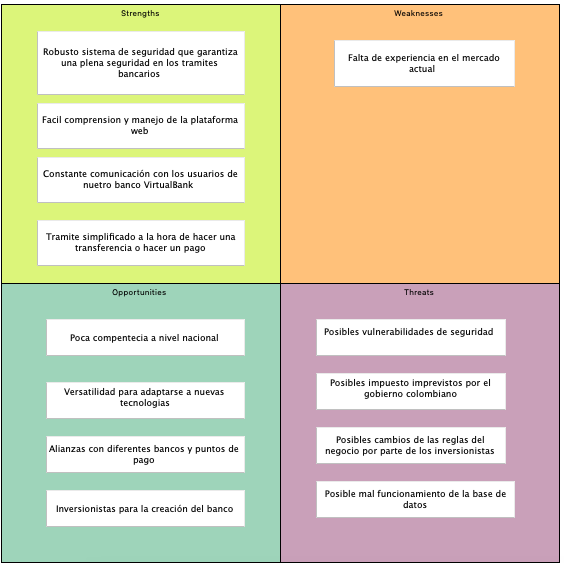 Strengths
Robusto sistema de seguridad que garantiza
una plena seguridad en los tramites
bancarios
Facil comprension y manejo de la plataforma
web
Constante comunicación con los usuarios de
nuetro banco VirtualBank
Tramite simplificado a la hora de hacer una
transferencia o hacer un pago
Weaknesses
Falta de experiencia en el mercado
actual
Opportunities
Poca compentecia a nivel nacional
Versatilidad para adaptarse a nuevas
tecnologias
Alianzas con diferentes bancos y puntos de
pago
Inversionistas para la creación del banco
Threats
Posibles vulnerabilidades de seguridad
Posibles impuesto imprevistos por el
gobierno colombiano
Posibles cambios de las reglas del
negocio por parte de los inversionistas
Posible mal funcionamiento de la base de
datos